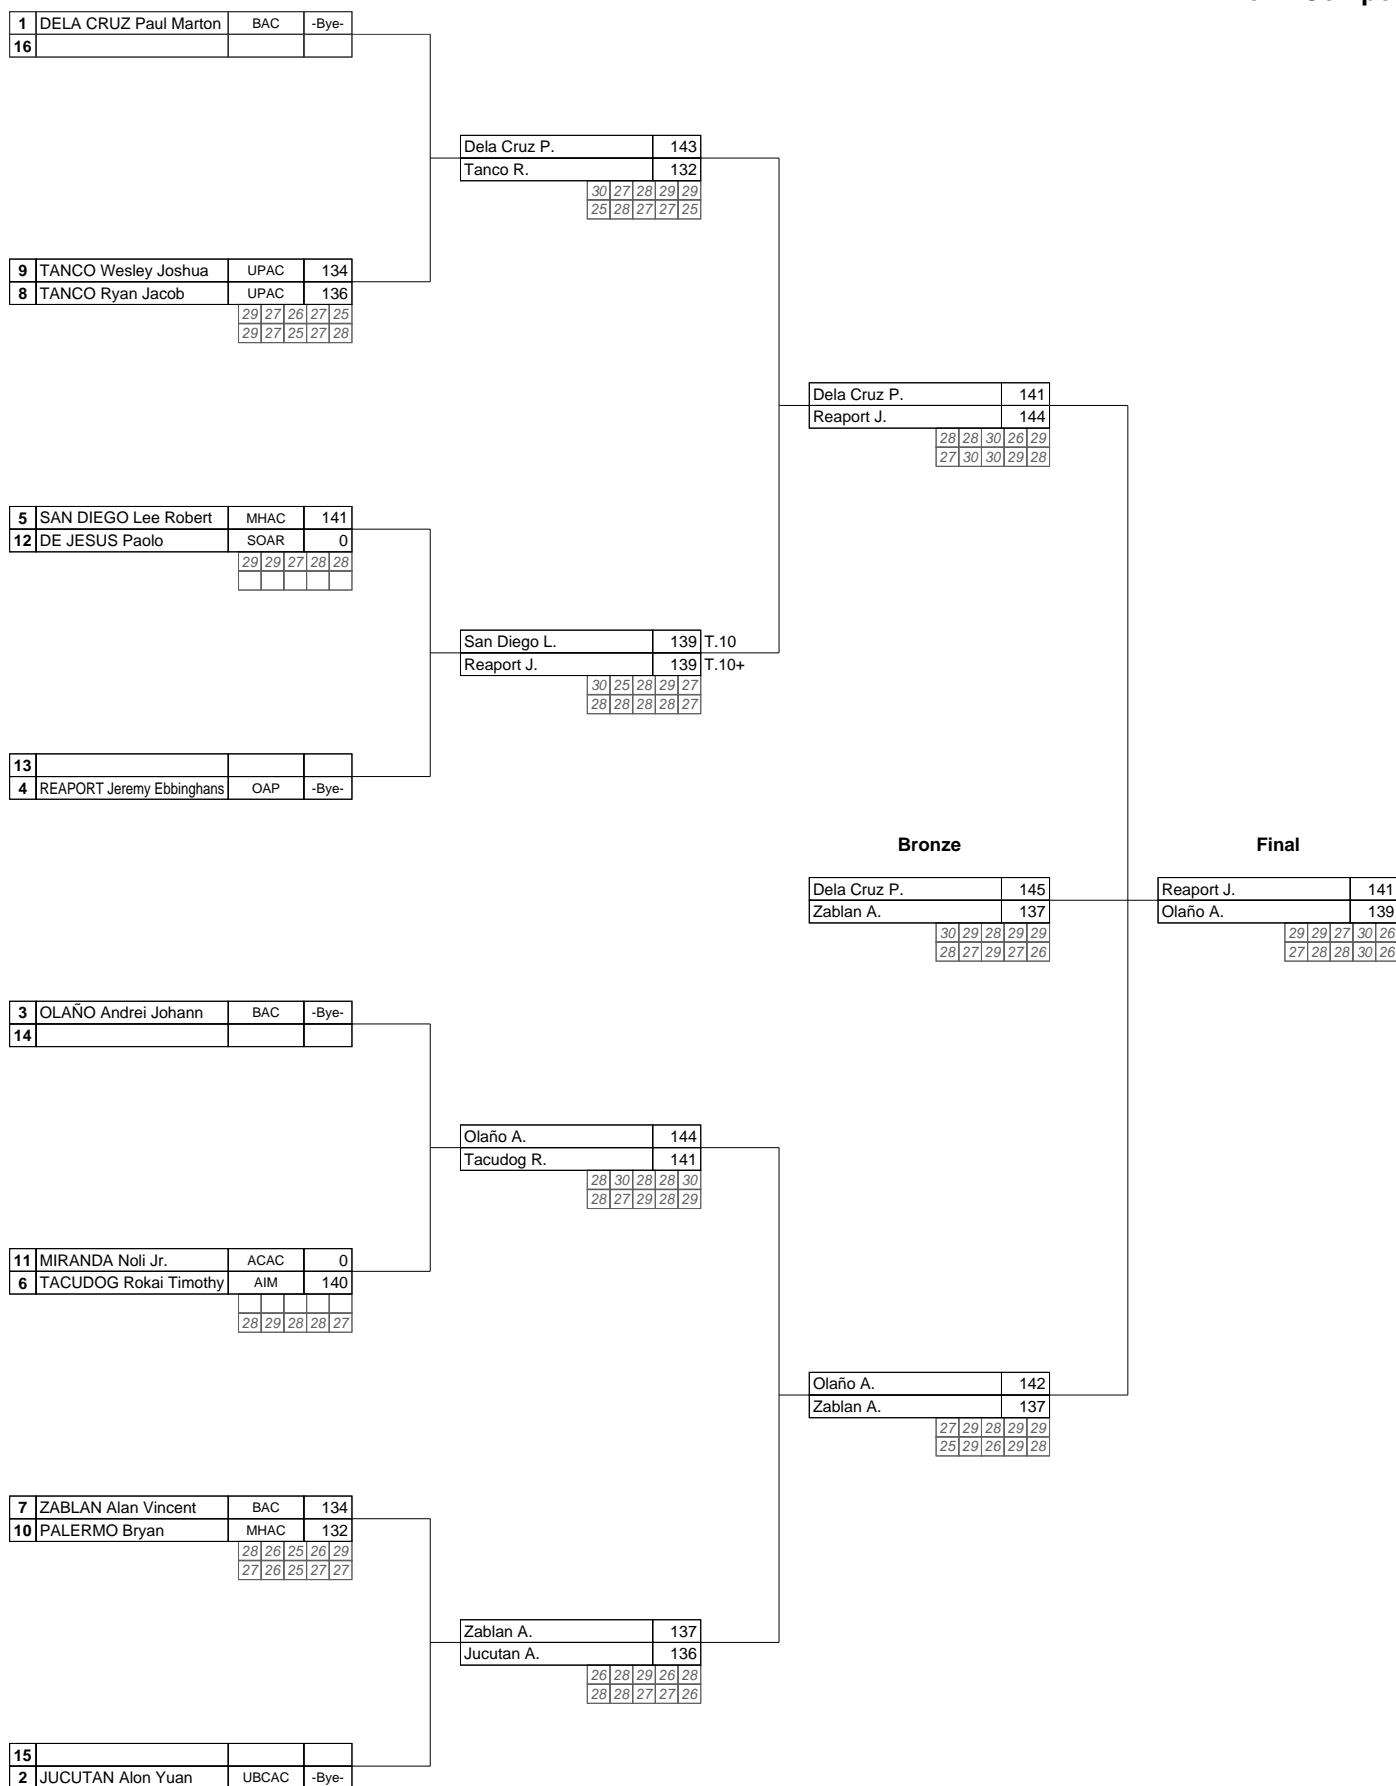 1 DELA CRUZ Paul Marton BAC -Bye-
16
Dela Cruz P. 143
Tanco R. 132
30 27 28 29 29
25 28 27 27 25
9 TANCO Wesley Joshua UPAC 134
8 TANCO Ryan Jacob UPAC 136
29 27 26 27 25
29 27 25 27 28
Dela Cruz P. 141
Reaport J. 144
28 28 30 26 29
27 30 30 29 28
5 SAN DIEGO Lee Robert MHAC 141
12 DE JESUS Paolo SOAR 0
29 29 27 28 28
San Diego L. 139 T.10
Reaport J. 139 T.10+
30 25 28 29 27
28 28 28 28 27
13
4 REAPORT Jeremy Ebbinghans OAP -Bye-
Bronze Final
Dela Cruz P. 145 Reaport J. 141
Zablan A. 137 Olaño A. 139
30 29 28 29 29 29 29 27 30 26
28 27 29 27 26 27 28 28 30 26
3 OLAÑO Andrei Johann BAC -Bye-
14
Olaño A. 144
Tacudog R. 141
28 30 28 28 30
28 27 29 28 29
11 MIRANDA Noli Jr. ACAC 0
6 TACUDOG Rokai Timothy AIM 140
28 29 28 28 27
Olaño A. 142
Zablan A. 137
27 29 28 29 29
25 29 26 29 28
7 ZABLAN Alan Vincent BAC 134
10 PALERMO Bryan MHAC 132
28 26 25 26 29
27 26 25 27 27
Zablan A. 137
Jucutan A. 136
26 28 29 26 28
28 28 27 27 26
15
2 JUCUTAN Alon Yuan UBCAC -Bye-